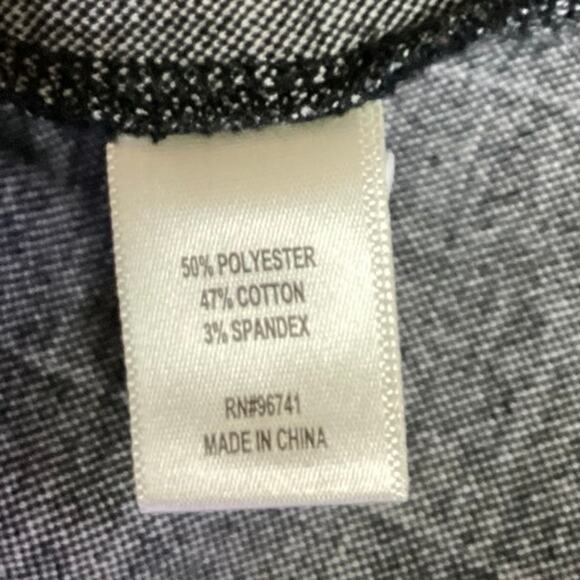 50% POLYESTER
47% COTTON
3% SPANDEX
RN#96741
MADE IN CHINA